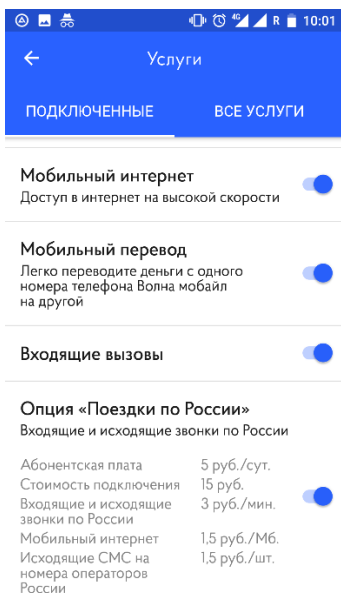 4G R 10:01
Услуги
ПОДКЛЮЧЕННЫЕ ВСЕ УСЛУГИ
Мобильный интернет
Доступ в интернет на высокой скорости
Мобильный перевод
Легко переводите деньги с одного
номера телефона Волна мобайл
на другой
Входящие вызовы
Опция «Поездки по
России»
Входящие и исходящие звонки по России
Абонентская плата 5 руб./сут.
Стоимость подключения 15 руб.
Входящие и исходящие 3 руб./мин.
звонки по России
Мобильный интернет 1,5 руб./Мб.
Исходящие СМС на 1,5 руб./шт.
номера операторов
России